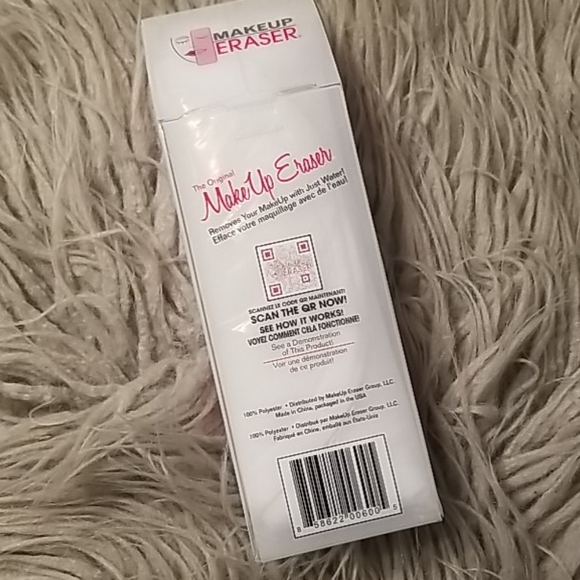 MAKEUP
ERASER
The Original
MakeUp Eraser
Removes Your MakeUp with Just Water!
Efface votre maquillage avec de l'eau!
SCANNEZ LE CODE QR MAINTENANT!
SCAN THE QR NOW!
SEE HOW IT WORKS!
VOYEZ COMMENT CELA FONCTIONNE!
See a Demonstration
of This Product!
Voir une démonstration
de ce produit!
100% Polyester • Distributed by MakeUp Eraser Group, LLC.
Made in China, packaged in the USA
100% Polyester • Distribué par MakeUp Eraser Group, LLC.
Fabriqué en Chine, emballé aux États-Unis
8 58622 00600 5